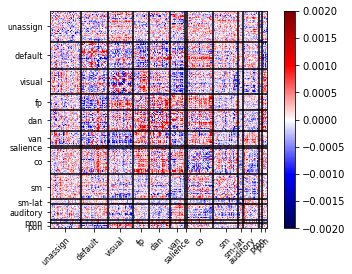 unassign
default
visual
fp
dan
van
salience
co
sm
sm-lat
auditory
pmn
pon
unassign
default
visual
fp
dan
van
salience
co
sm
sm-lat
auditory
pmn
pon
0.0020
0.0015
0.0010
0.0005
0.0000
−0.0005
−0.0010
−0.0015
−0.0020